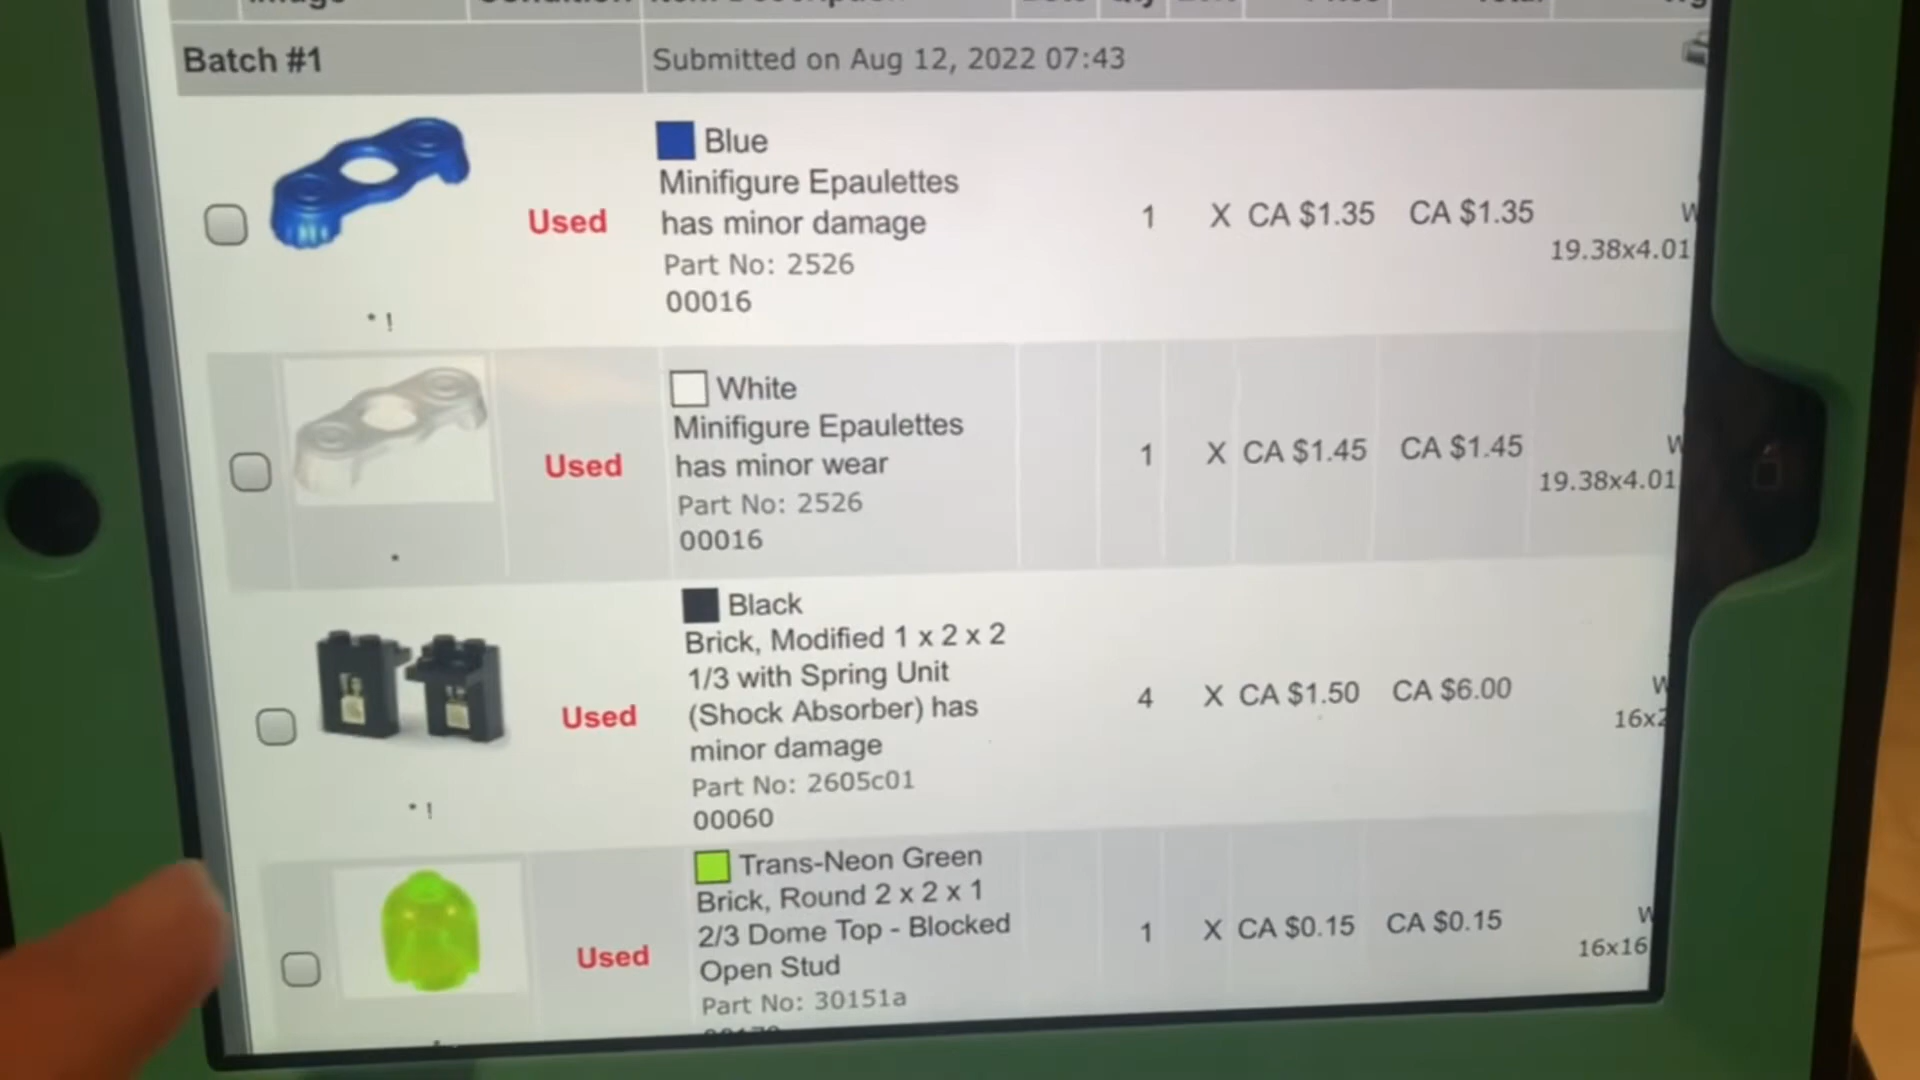 Batch #1
Submitted on Aug 12, 2022 07:43
Blue
Minifigure Epaulettes
has minor damage
Part No: 2526
00016
Used
1 X CA $1.35 CA $1.35
19.38x4.01
* !
White
Minifigure Epaulettes
has minor wear
Part No: 2526
00016
Used
1 X CA $1.45 CA $1.45
19.38x4.01
*
Black
Brick, Modified 1 x 2 x 2
1/3 with Spring Unit
(Shock Absorber) has
minor damage
Part No: 2605c01
00060
Used
4 X CA $1.50 CA $6.00
* !
Trans-Neon Green
Brick, Round 2 x 2 x 1
2/3 Dome Top - Blocked
Open Stud
Part No: 30151a
Used
1 X CA $0.15 CA $0.15
16x16